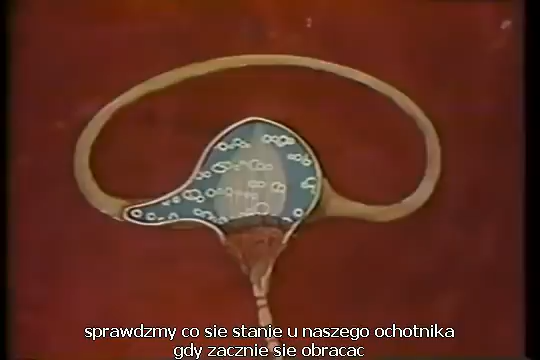 sprawdzmy co sie stanie u naszego ochotnika
gdy zacznie sie obracac